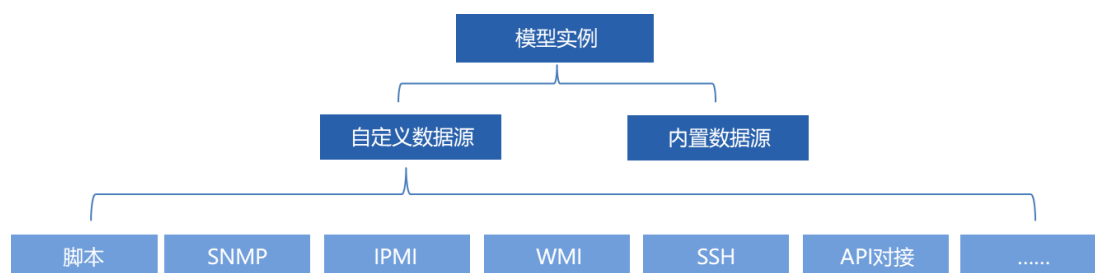 模型实例
自定义数据源
内置数据源
脚本
SNMP
IPMI
WMI
SSH
API对接
......